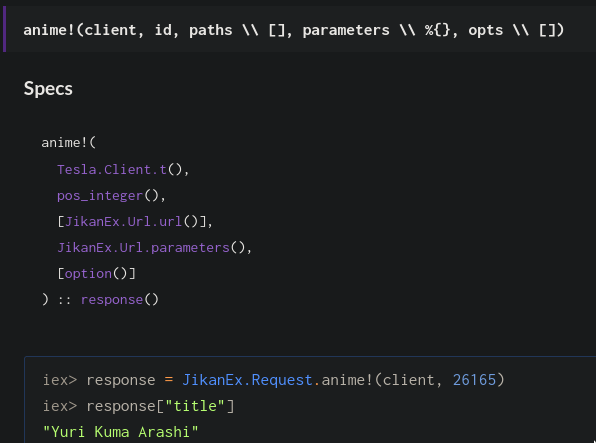 anime!(client, id, paths \\ [], parameters \\ %{}, opts \\ [])
Specs
anime!(
Tesla.Client.t(),
pos_integer(),
[JikanEx.Url.url()],
JikanEx.Url.parameters(),
[option()]
) :: response()
iex> response = JikanEx.Request.anime!(client, 26165)
iex> response["title"]
"Yuri Kuma Arashi"